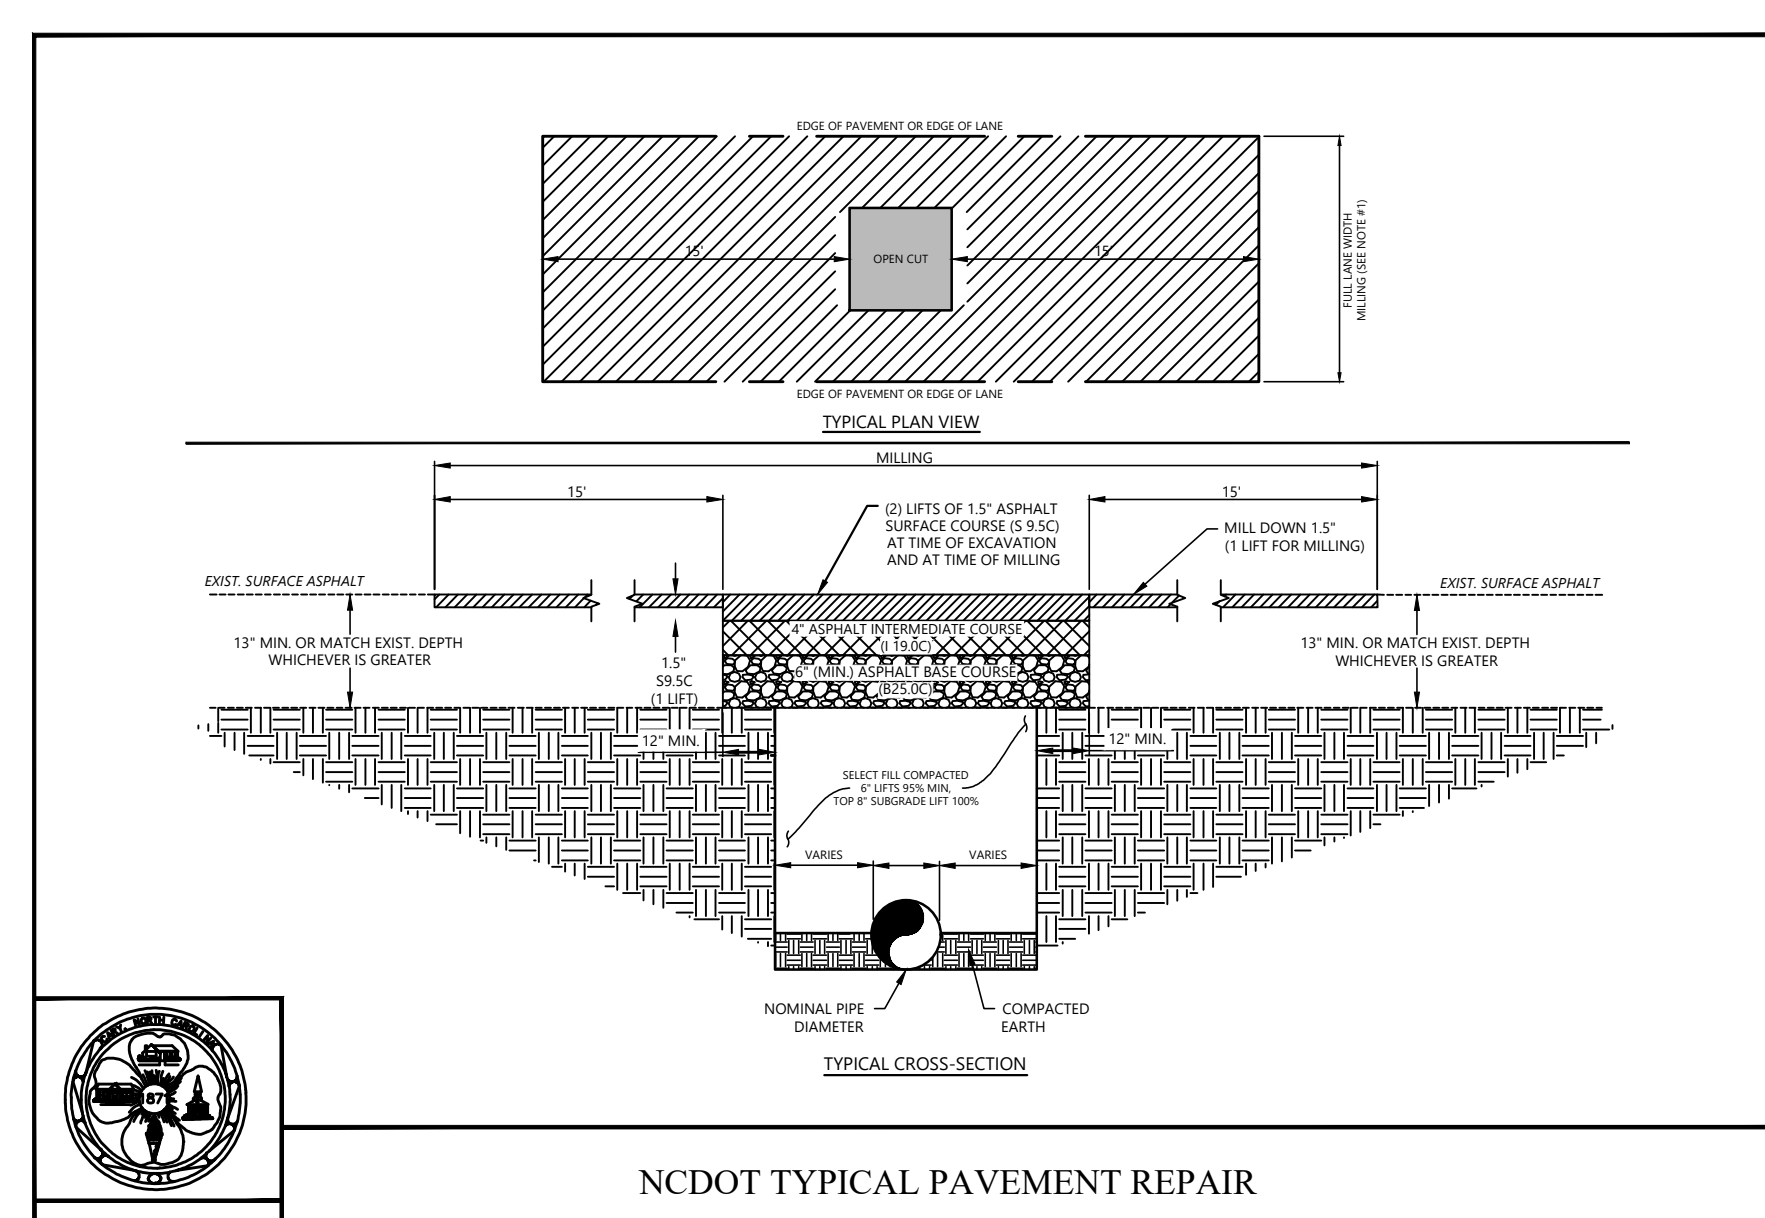 EDGE OF PAVEMENT OR EDGE OF LANE
15'
OPEN CUT
15'
FULL LANE WIDTH
MILLING (SEE NOTE #1)
EDGE OF PAVEMENT OR EDGE OF LANE
TYPICAL PLAN VIEW
MILLING
15'
15'
(2) LIFTS OF 1.5" ASPHALT
SURFACE COURSE (S 9.5C)
AT TIME OF EXCAVATION
AND AT TIME OF MILLING
MILL DOWN 1.5"
(1 LIFT FOR MILLING)
EXIST. SURFACE ASPHALT
EXIST. SURFACE ASPHALT
13" MIN. OR MATCH EXIST. DEPTH
WHICHEVER IS GREATER
1.5"
S9.5C
(1 LIFT)
4" ASPHALT INTERMEDIATE COURSE
(I 19.0C)
6" (MIN.) ASPHALT BASE COURSE
(B25.0C)
13" MIN. OR MATCH EXIST. DEPTH
WHICHEVER IS GREATER
12" MIN.
12" MIN.
SELECT FILL COMPACTED
6" LIFTS 95% MIN,
TOP 8" SUBGRADE LIFT 100%
VARIES
VARIES
NOMINAL PIPE
DIAMETER
COMPACTED
EARTH
TYPICAL CROSS-SECTION
CARY, NORTH CAROLINA
1871
NCDOT TYPICAL PAVEMENT REPAIR